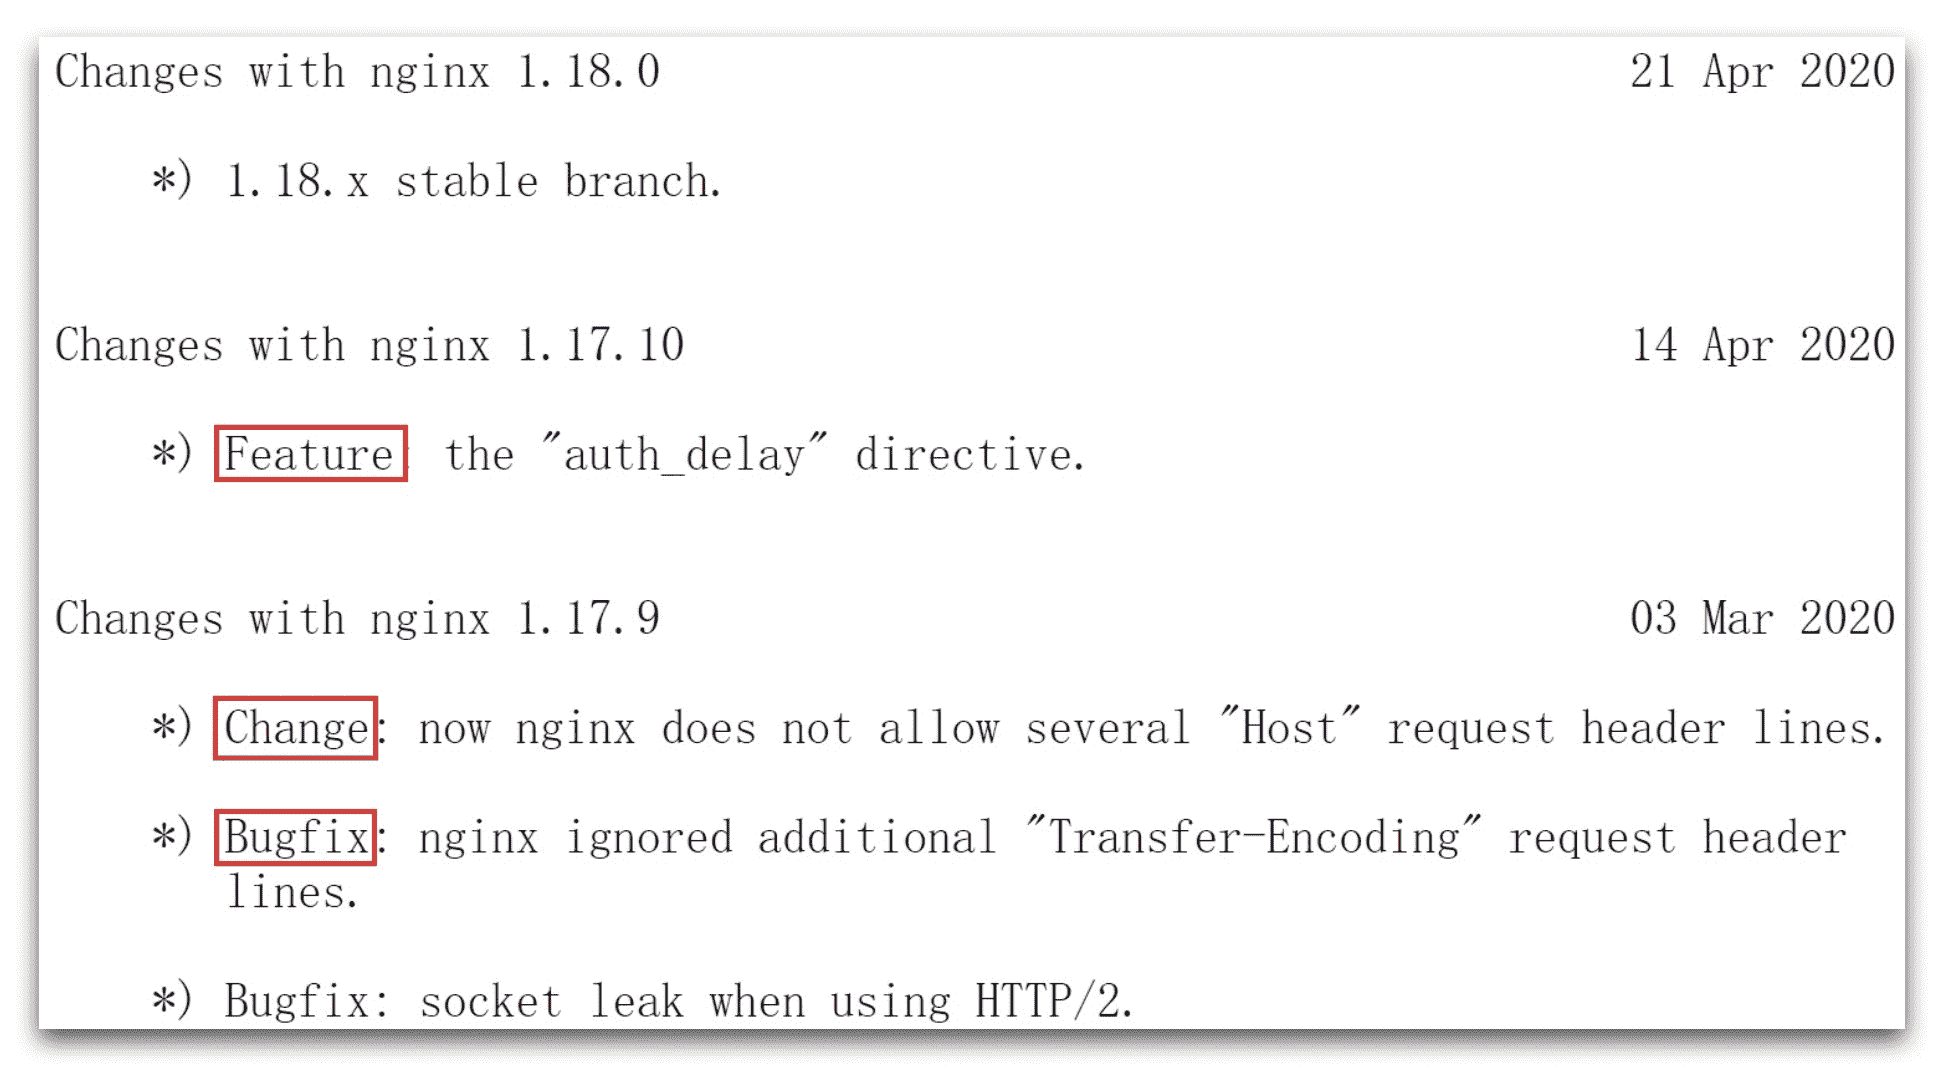 Changes with nginx 1.18.0 21 Apr 2020
*) 1.18.x stable branch.
Changes with nginx 1.17.10 14 Apr 2020
*) Feature: the "auth_delay" directive.
Changes with nginx 1.17.9 03 Mar 2020
*) Change: now nginx does not allow several "Host" request header lines.
*) Bugfix: nginx ignored additional "Transfer-Encoding" request header
lines.
*) Bugfix: socket leak when using HTTP/2.